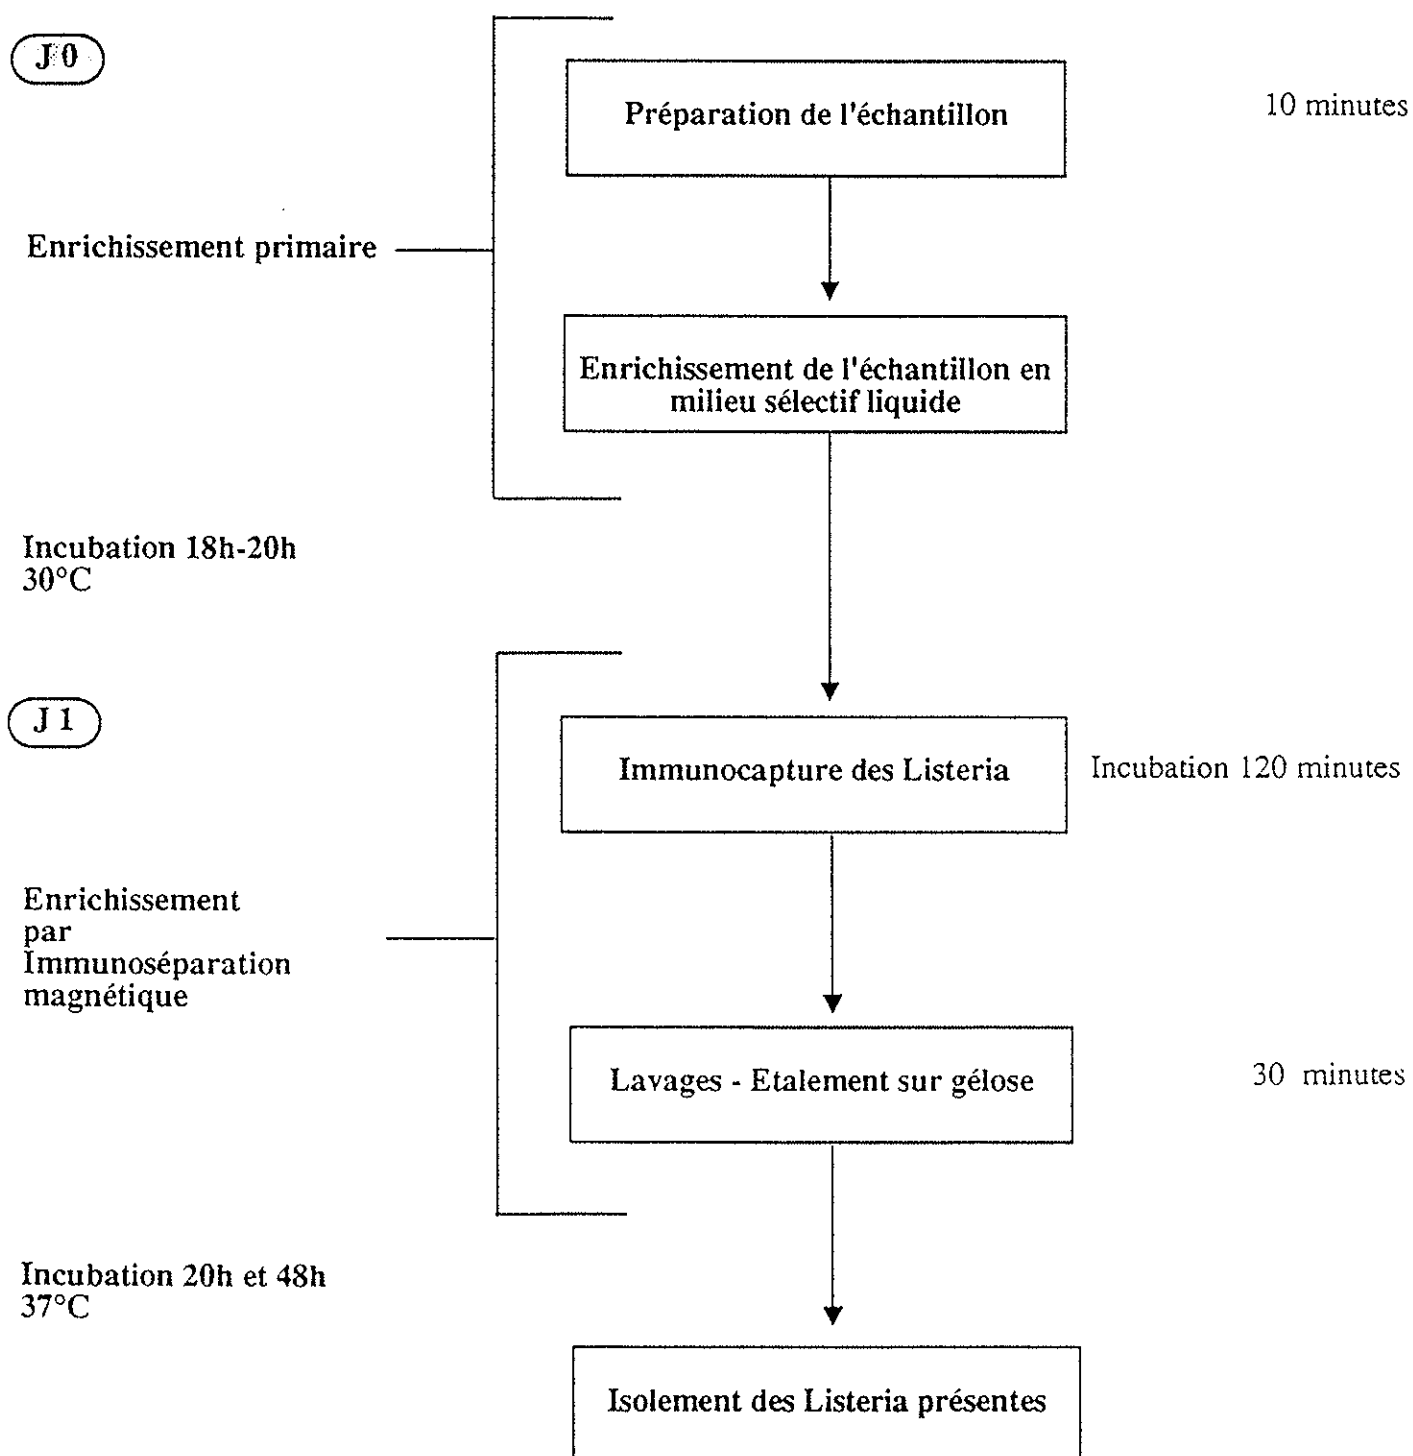 J 0
Préparation de l'échantillon
10 minutes
Enrichissement primaire
Enrichissement de l'échantillon en
milieu sélectif liquide
Incubation 18h-20h
30°C
J 1
Immunocapture des Listeria
Incubation 120 minutes
Enrichissement
par
Immunoséparation
magnétique
Lavages - Etalement sur gélose
30 minutes
Incubation 20h et 48h
37°C
Isolement des Listeria présentes